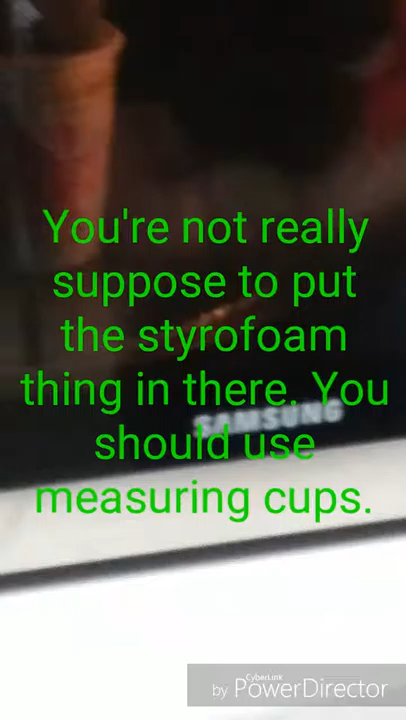 You're not really
suppose to put
the styrofoam
thing in there. You
SAMSUNG
should use
measuring cups.
CyberLink
by PowerDirector